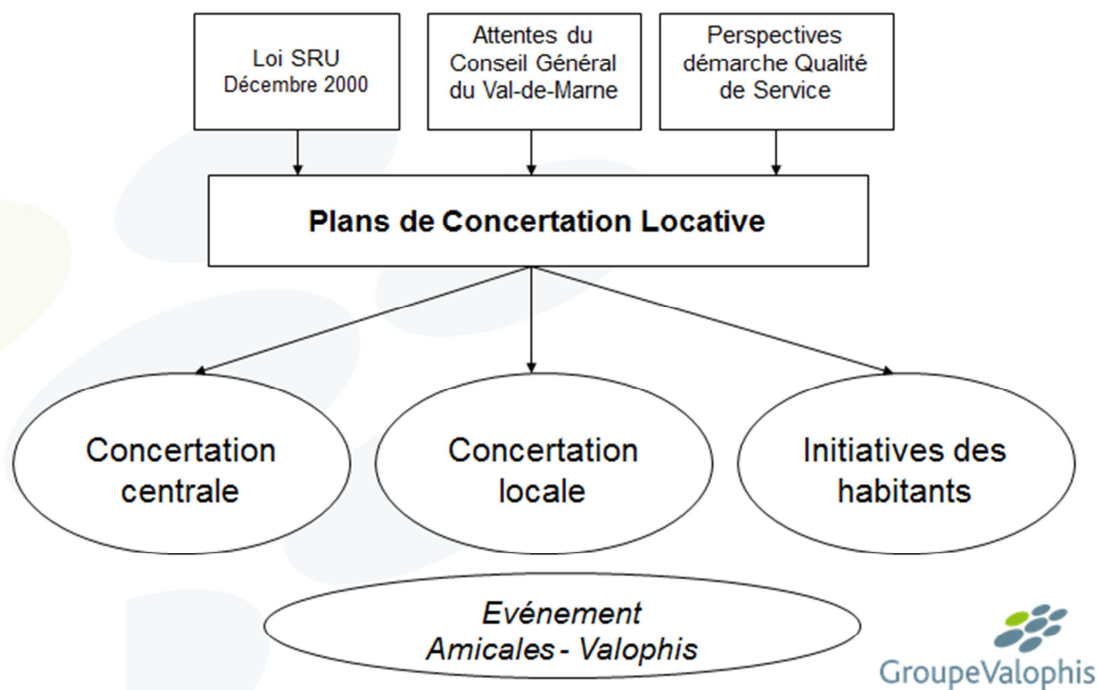 Loi SRU
Décembre 2000
Attentes du
Conseil Général
du Val-de-Marne
Perspectives
démarche Qualité
de Service
Plans de Concertation Locative
Concertation
centrale
Concertation
locale
Initiatives des
habitants
Evénement
Amicales - Valophis
GroupeValophis